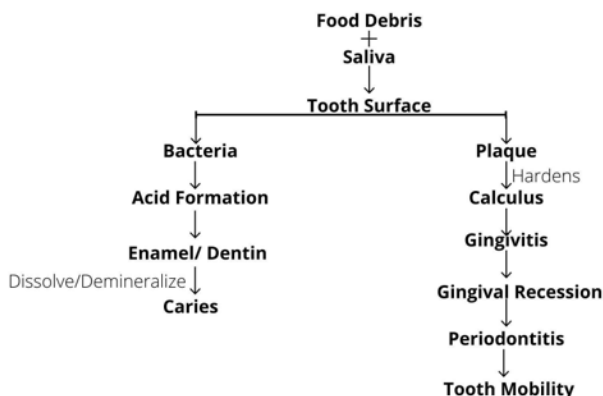 Food Debris
+
Saliva
Tooth Surface
Bacteria
Acid Formation
Enamel/ Dentin
Dissolve/Demineralize
Caries
Plaque
Hardens
Calculus
Gingivitis
Gingival Recession
Periodontitis
Tooth Mobility